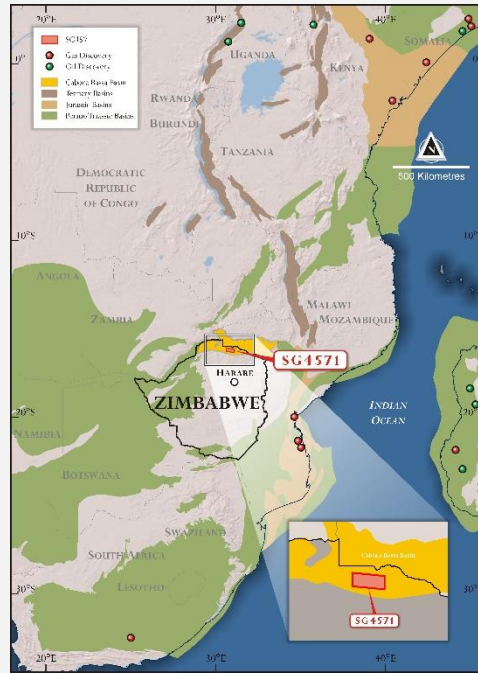 20°E
30°E
40°E
SG4571
Gas Discovery
Oil Discovery
Cabora Bassa Basin
Tertiary Basins
Jurassic Basins
Permo/Triassic Basins
SOMALIA
UGANDA
KENYA
0°
0°
RWANDA
BURUNDI
TANZANIA
500 Kilometres
DEMOCRATIC
REPUBLIC
OF CONGO
10°S
10°S
ANGOLA
MALAWI
ZAMBIA
MOZAMBIQUE
SG4571
HARARE
ZIMBABWE
20°S
20°S
INDIAN
OCEAN
NAMIBIA
BOTSWANA
SWAZILAND
Cabora Bassa Basin
SOUTH AFRICA
LESOTHO
SG4571
30°S
30°S
20°E
30°E
40°E